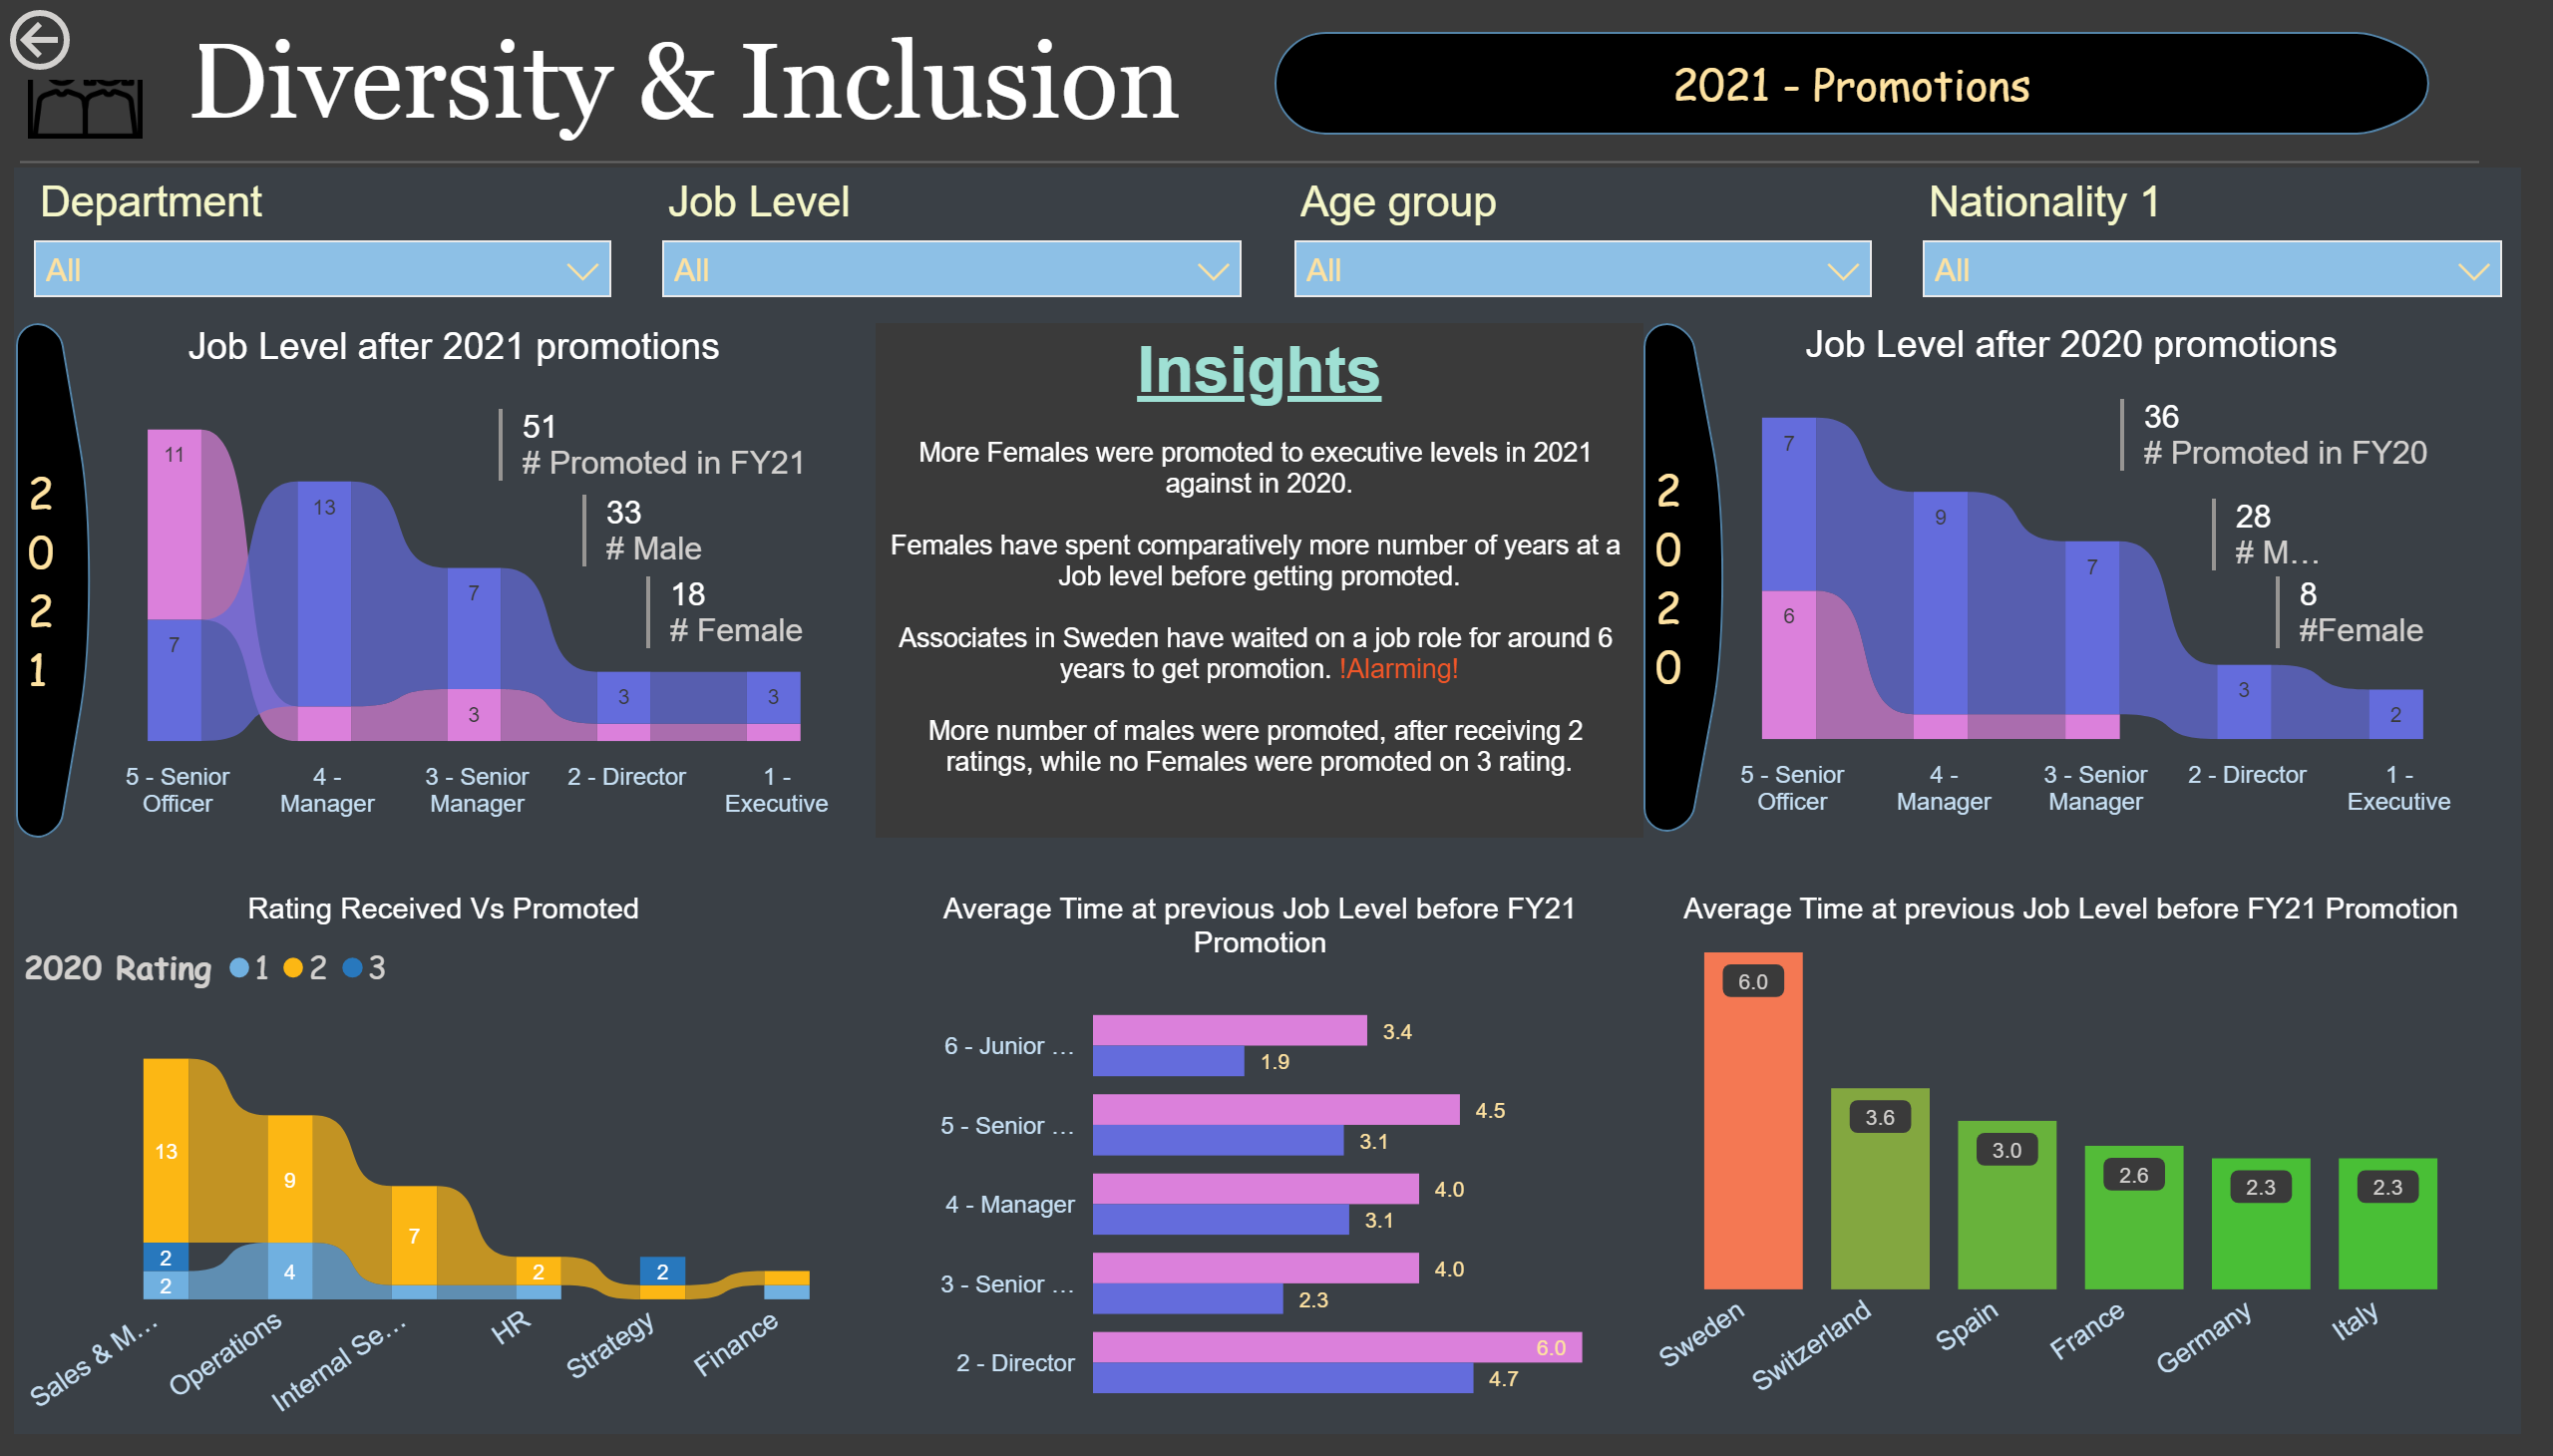 Diversity & Inclusion
2021 - Promotions
Department
Job Level
Age group
Nationality 1
All
All
All
All
2
0
2
1
Job Level after 2021 promotions
51
# Promoted in FY21
33
# Male
18
# Female
11
7
13
7
3
3
3
5 - Senior
Officer
4 -
Manager
3 - Senior
Manager
2 - Director
1 -
Executive
Insights
More Females were promoted to executive levels in 2021
against in 2020.
Females have spent comparatively more number of years at a
Job level before getting promoted.
Associates in Sweden have waited on a job role for around 6
years to get promotion. !Alarming!
More number of males were promoted, after receiving 2
ratings, while no Females were promoted on 3 rating.
2
0
2
0
Job Level after 2020 promotions
36
# Promoted in FY20
28
# M...
8
#Female
7
6
9
7
3
2
5 - Senior
Officer
4 -
Manager
3 - Senior
Manager
2 - Director
1 -
Executive
Rating Received Vs Promoted
2020 Rating 1 2 3
13
2
2
9
4
7
2
2
Sales & M...
Operations
Internal Se...
HR
Strategy
Finance
Average Time at previous Job Level before FY21
Promotion
6 - Junior ...
3.4
1.9
5 - Senior ...
4.5
3.1
4 - Manager
4.0
3.1
3 - Senior ...
4.0
2.3
2 - Director
6.0
4.7
Average Time at previous Job Level before FY21 Promotion
6.0
3.6
3.0
2.6
2.3
2.3
Sweden
Switzerland
Spain
France
Germany
Italy